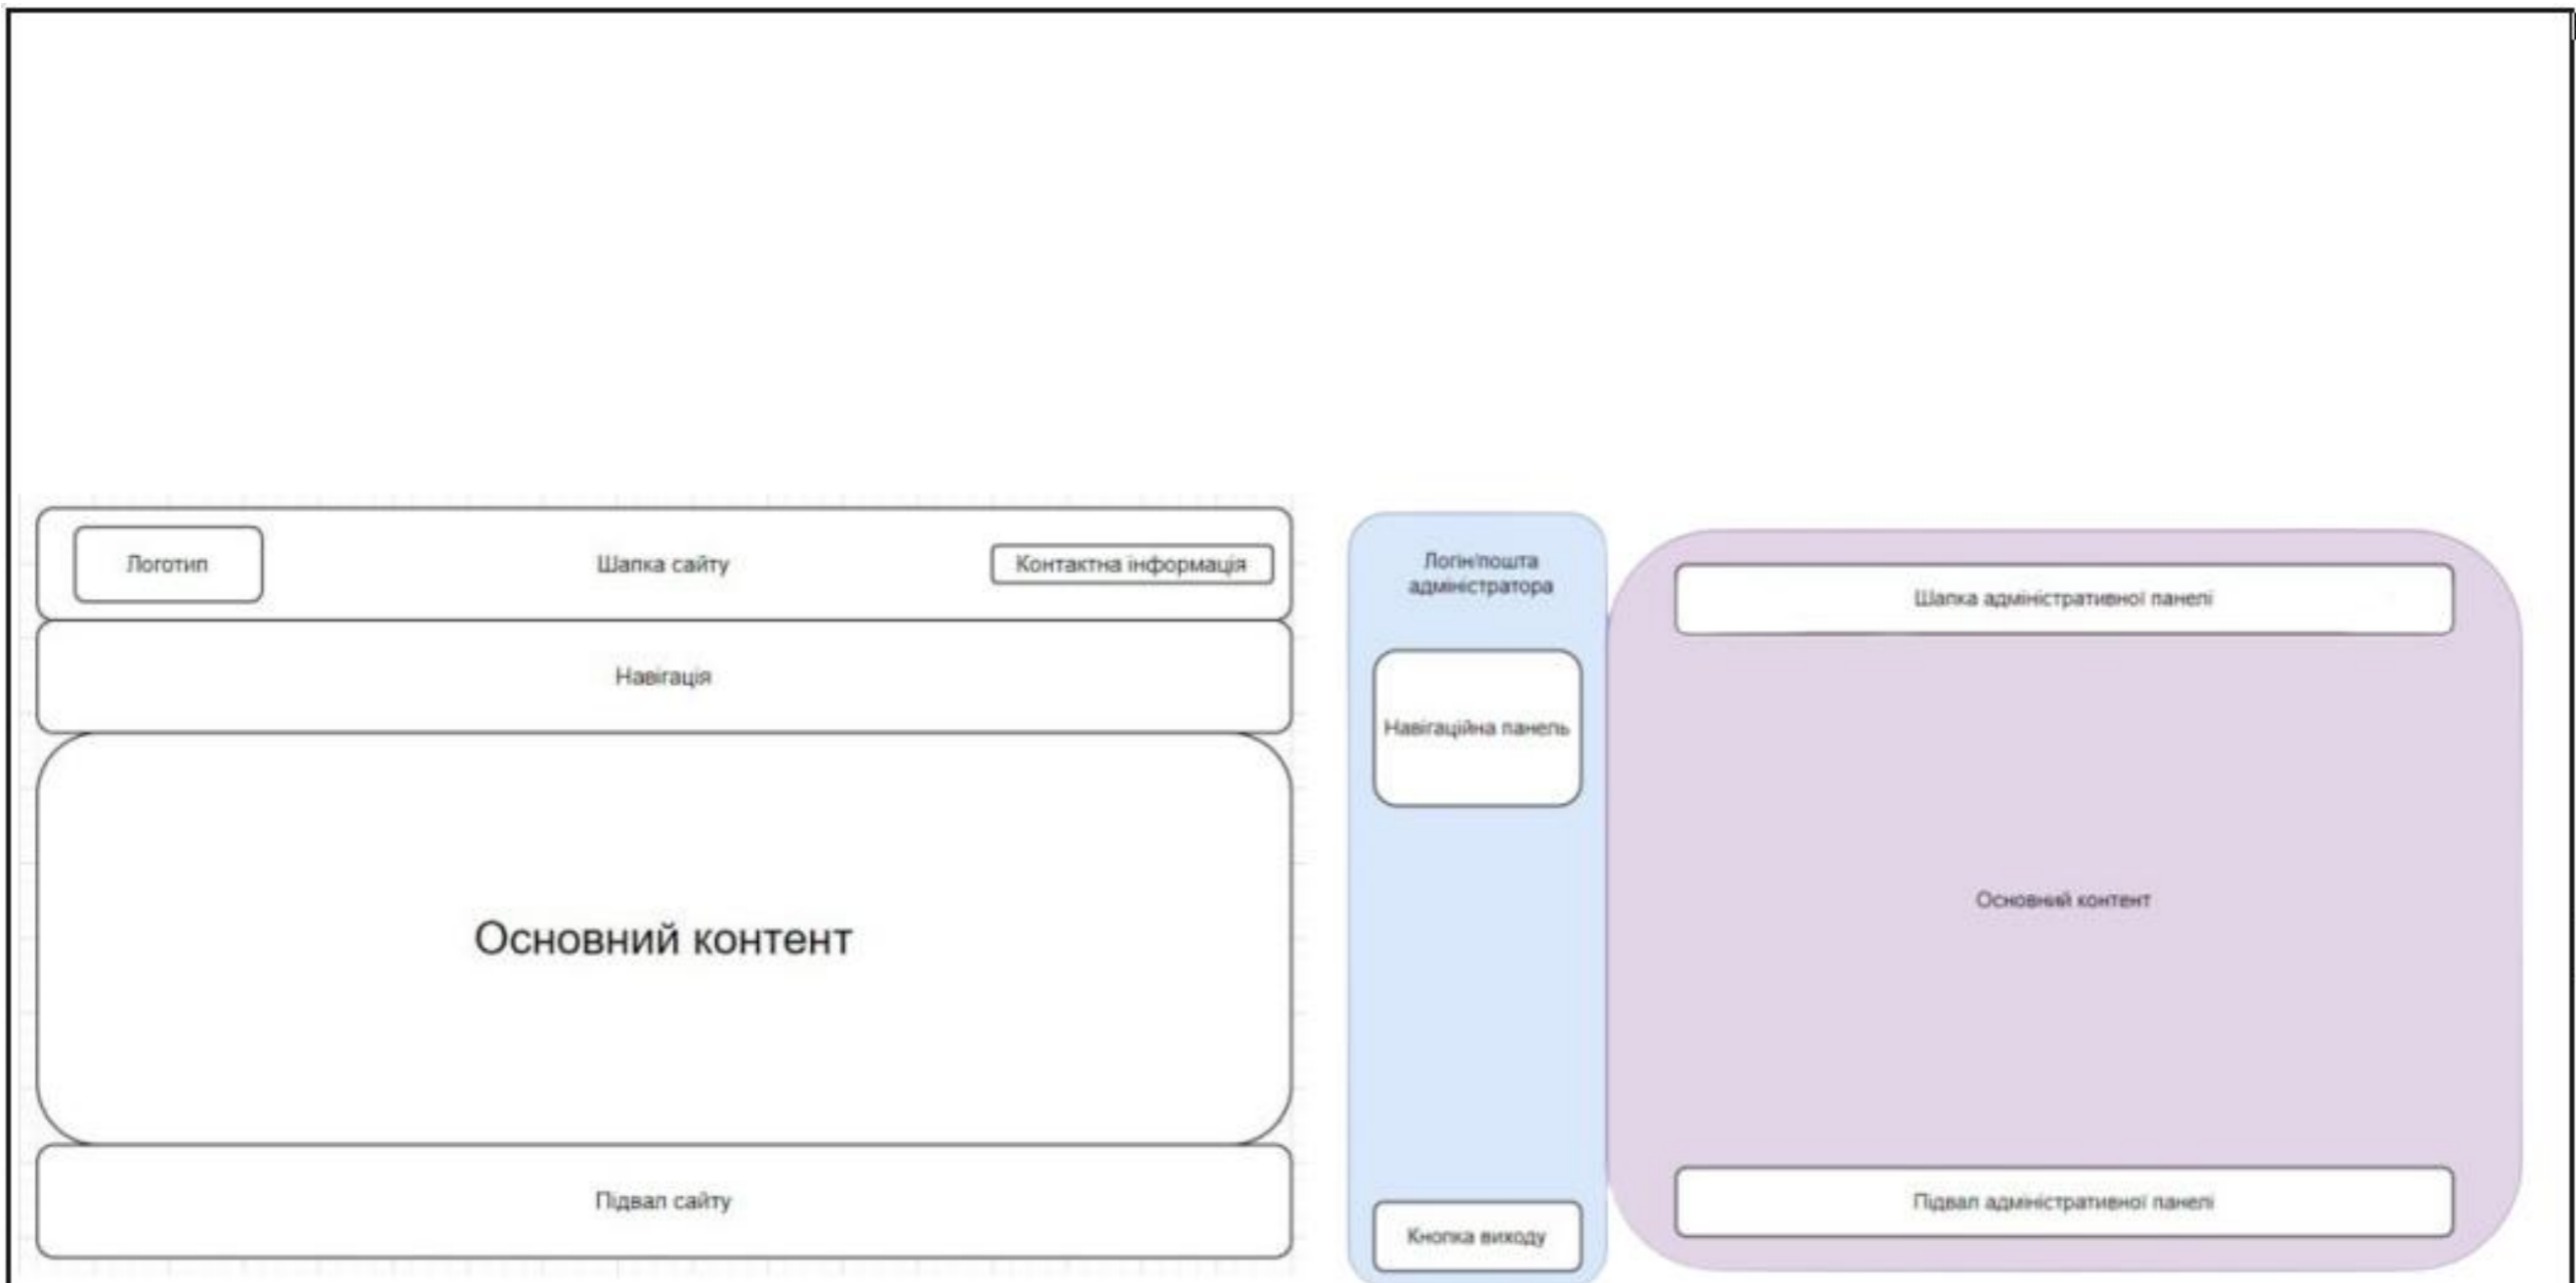 Логотип
Шапка сайту
Контактна інформація
Навігація
Основний контент
Підвал сайту
Логін/пошта
адміністратора
Навігаційна панель
Кнопка виходу
Шапка адміністративної панелі
Основний контент
Підвал адміністративної панелі